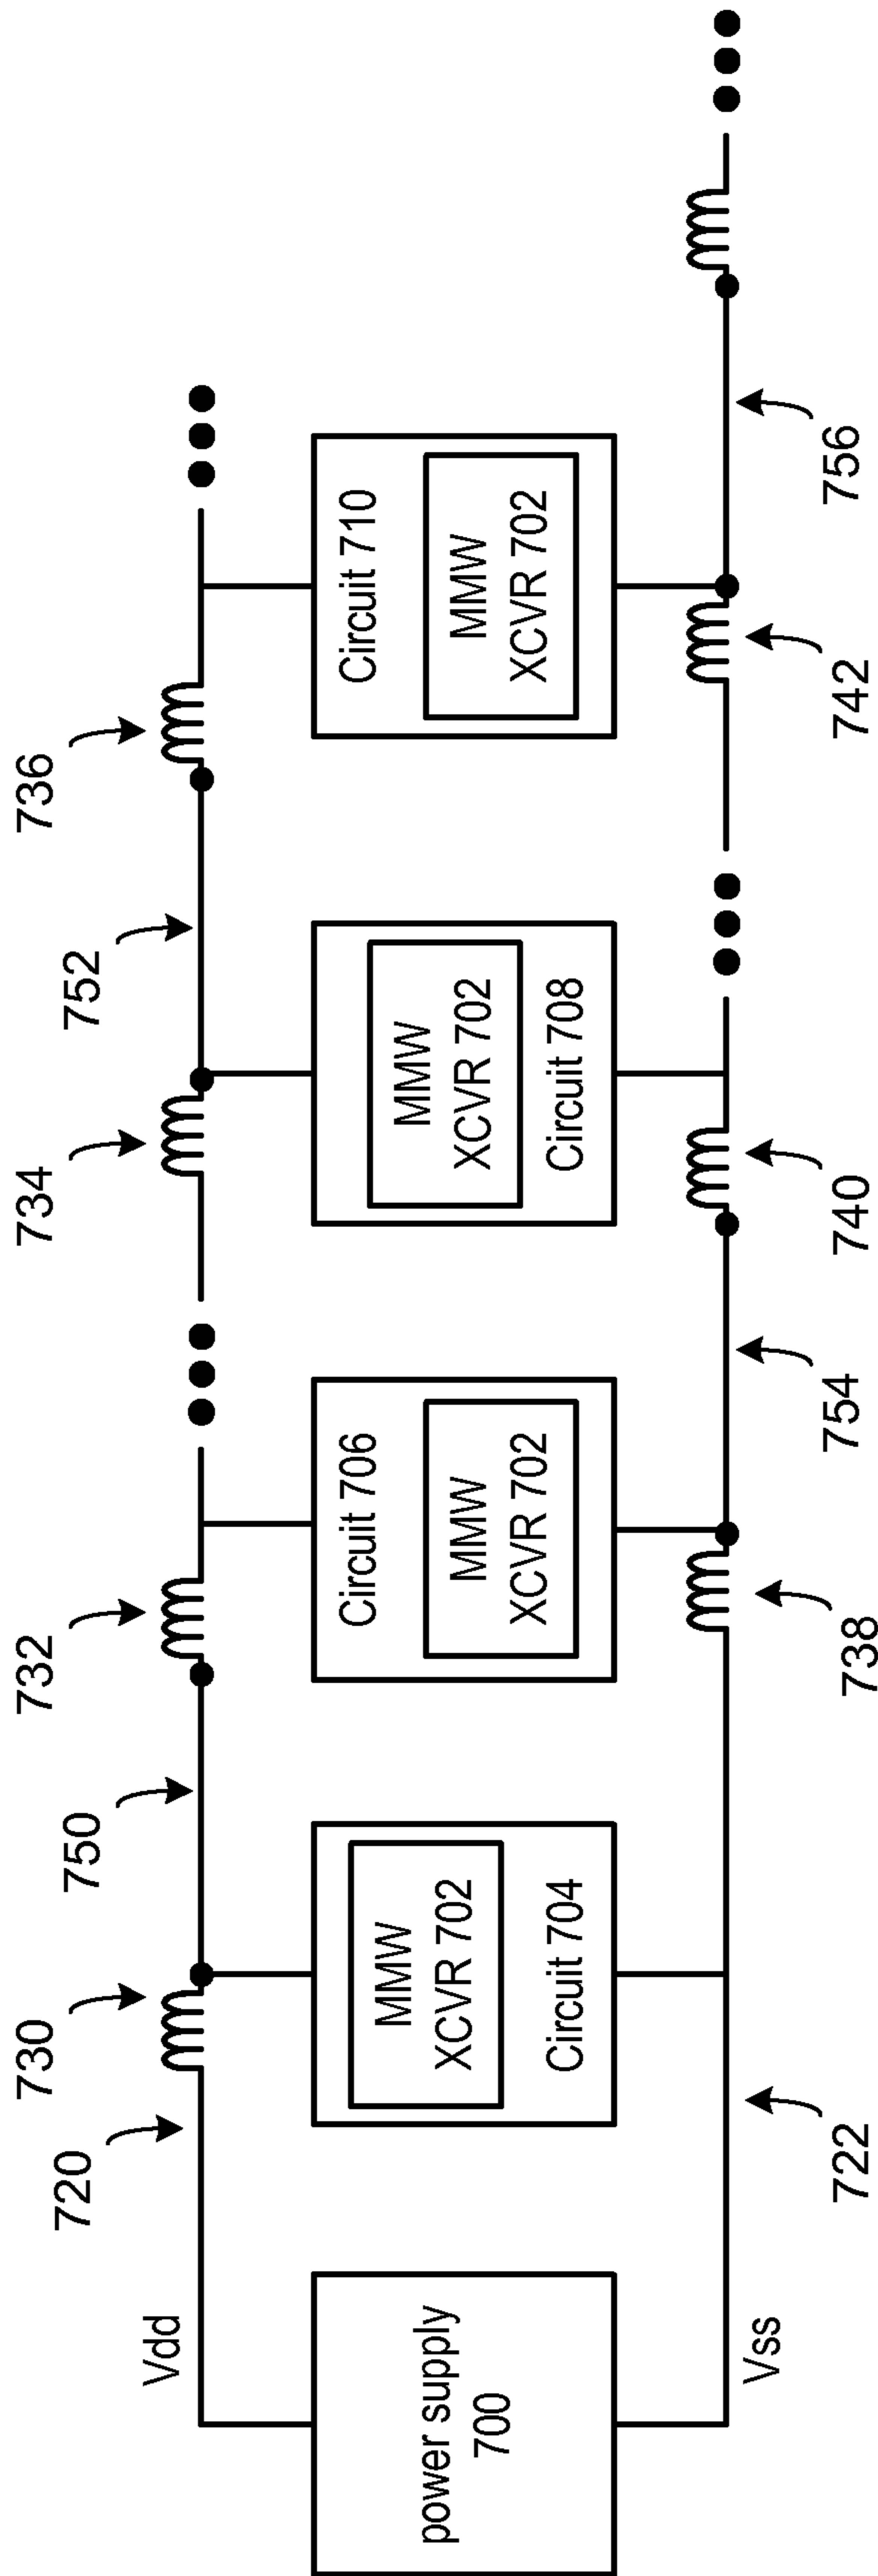 720
730
750
732
734
752
736
Vdd
power supply
700
MMW
XCVR 702
Circuit 704
Circuit 706
MMW
XCVR 702
MMW
XCVR 702
Circuit 708
Circuit 710
MMW
XCVR 702
Vss
722
738
754
740
742
756